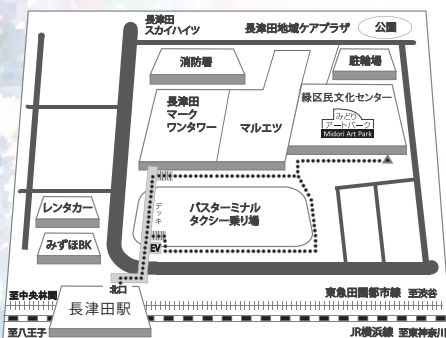 長津田
スカイハイツ
長津田地域ケアプラザ
公園
消防署
駐輪場
長津田
マーク
ワンタワー
マルエツ
緑区民文化センター
みどり
アートパーク
Midori Art Park
レンタカー
みずほBK
デッキ
バスターミナル
タクシー乗り場
EV
北口
至中央林間
長津田駅
東急田園都市線 至渋谷
至八王子
JR横浜線 至東神奈川